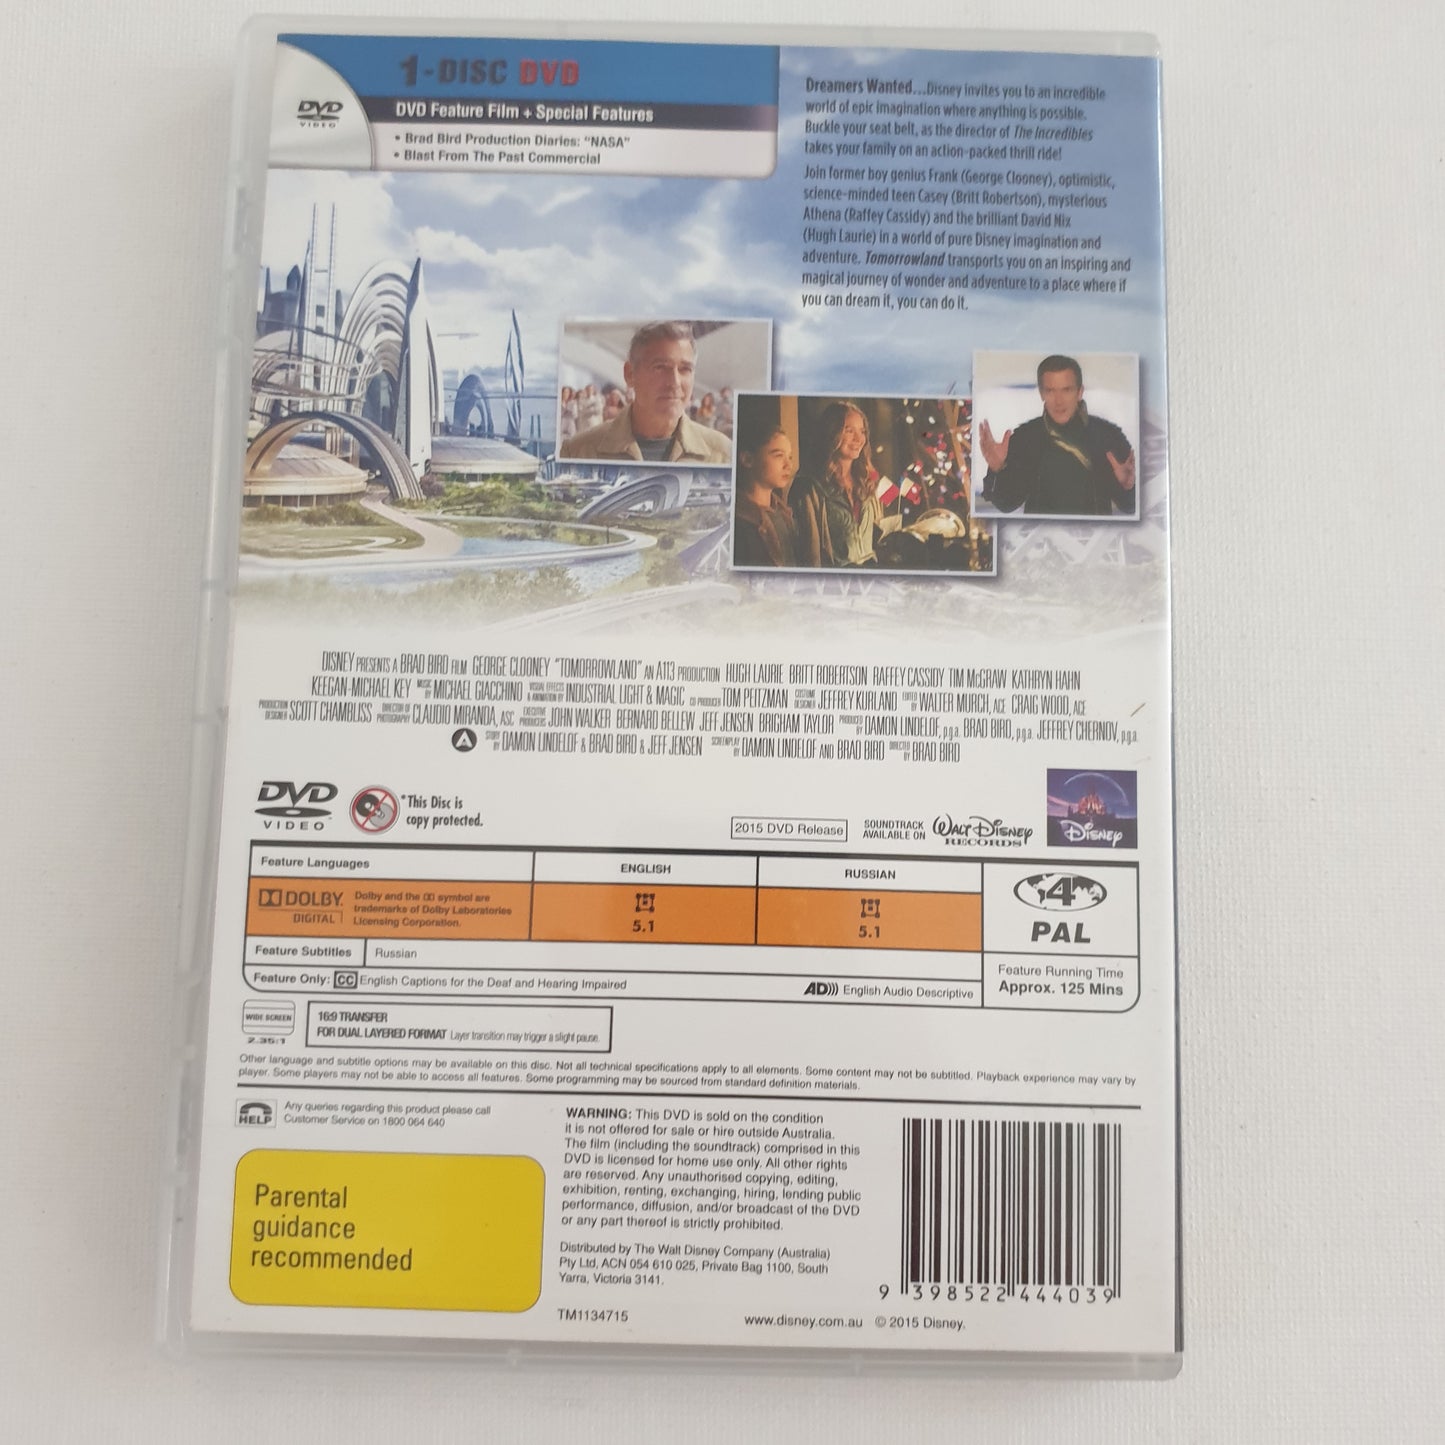 1-DISC DVD
DVD
VIDEO
DVD Feature Film + Special Features
• Brad Bird Production Diaries: "NASA"
• Blast From The Past Commercial
Dreamers Wanted...Disney invites you to an incredible
world of epic imagination where anything is possible.
Buckle your seat belt, as the director of The Incredibles
takes your family on an action-packed thrill ride!
Join former boy genius Frank (George Clooney), optimistic,
science-minded teen Casey (Britt Robertson), mysterious
Athena (Raffey Cassidy) and the brilliant David Nix
(Hugh Laurie) in a world of pure Disney imagination and
adventure. Tomorrowland transports you on an inspiring and
magical journey of wonder and adventure to a place where if
you can dream it, you can do it.
DISNEY PRESENTS A BRAD BIRD FILM GEORGE CLOONEY "TOMORROWLAND" AN A113 PRODUCTION HUGH LAURIE BRITT ROBERTSON RAFFEY CASSIDY TIM McGRAW KATHRYN HAHN
KEEGAN-MICHAEL KEY MUSIC BY MICHAEL GIACCHINO VISUAL EFFECTS & ANIMATION BY INDUSTRIAL LIGHT & MAGIC CO PRODUCER TOM PEITZMAN COSTUME DESIGNER JEFFREY KURLAND EDITED BY WALTER MURCH, ACE CRAIG WOOD, ACE
PRODUCTION DESIGNER SCOTT CHAMBLISS DIRECTOR OF PHOTOGRAPHY CLAUDIO MIRANDA, ASC EXECUTIVE PRODUCERS JOHN WALKER BERNARD BELLEW JEFF JENSEN BRIGHAM TAYLOR PRODUCED BY DAMON LINDELOF, p.g.a. BRAD BIRD, p.g.a. JEFFREY CHERNOV, p.g.a.
STORY BY DAMON LINDELOF & BRAD BIRD & JEFF JENSEN SCREENPLAY BY DAMON LINDELOF AND BRAD BIRD DIRECTED BY BRAD BIRD
DVD
VIDEO
*This Disc is
copy protected.
2015 DVD Release
SOUNDTRACK
AVAILABLE ON
WALT DISNEY
RECORDS
Disney
Feature Languages
ENGLISH
RUSSIAN
DOLBY
DIGITAL
Dolby and the DD symbol are
trademarks of Dolby Laboratories
Licensing Corporation.
5.1
5.1
4
PAL
Feature Subtitles
Russian
Feature Only: CC English Captions for the Deaf and Hearing Impaired
AD))) English Audio Descriptive
Feature Running Time
Approx. 125 Mins
WIDE SCREEN
2.35:1
16:9 TRANSFER
FOR DUAL LAYERED FORMAT Layer transition may trigger a slight pause.
Other language and subtitle options may be available on this disc. Not all technical specifications apply to all elements. Some content may not be subtitled. Playback experience may vary by
player. Some players may not be able to access all features. Some programming may be sourced from standard definition materials.
HELP
Any queries regarding this product please call
Customer Service on 1800 064 640
Parental
guidance
recommended
WARNING: This DVD is sold on the condition
it is not offered for sale or hire outside Australia.
The film (including the soundtrack) comprised in this
DVD is licensed for home use only. All other rights
are reserved. Any unauthorised copying, editing,
exhibition, renting, exchanging, hiring, lending public
performance, diffusion, and/or broadcast of the DVD
or any part thereof is strictly prohibited.
Distributed by The Walt Disney Company (Australia)
Pty Ltd, ACN 054 610 025, Private Bag 1100, South
Yarra, Victoria 3141.
TM1134715
www.disney.com.au © 2015 Disney.
9 398522 444039